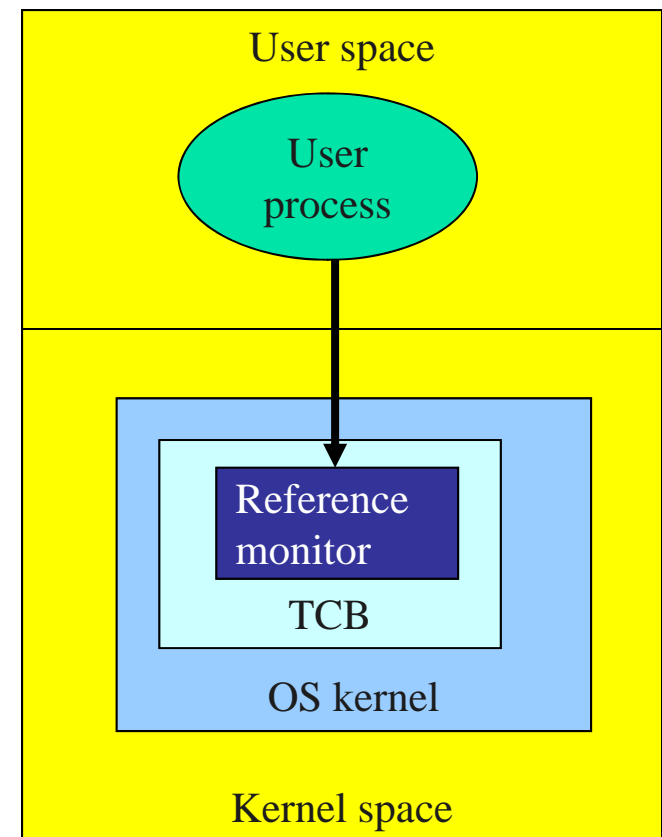 User space
User
process
Reference
monitor
TCB
OS kernel
Kernel space